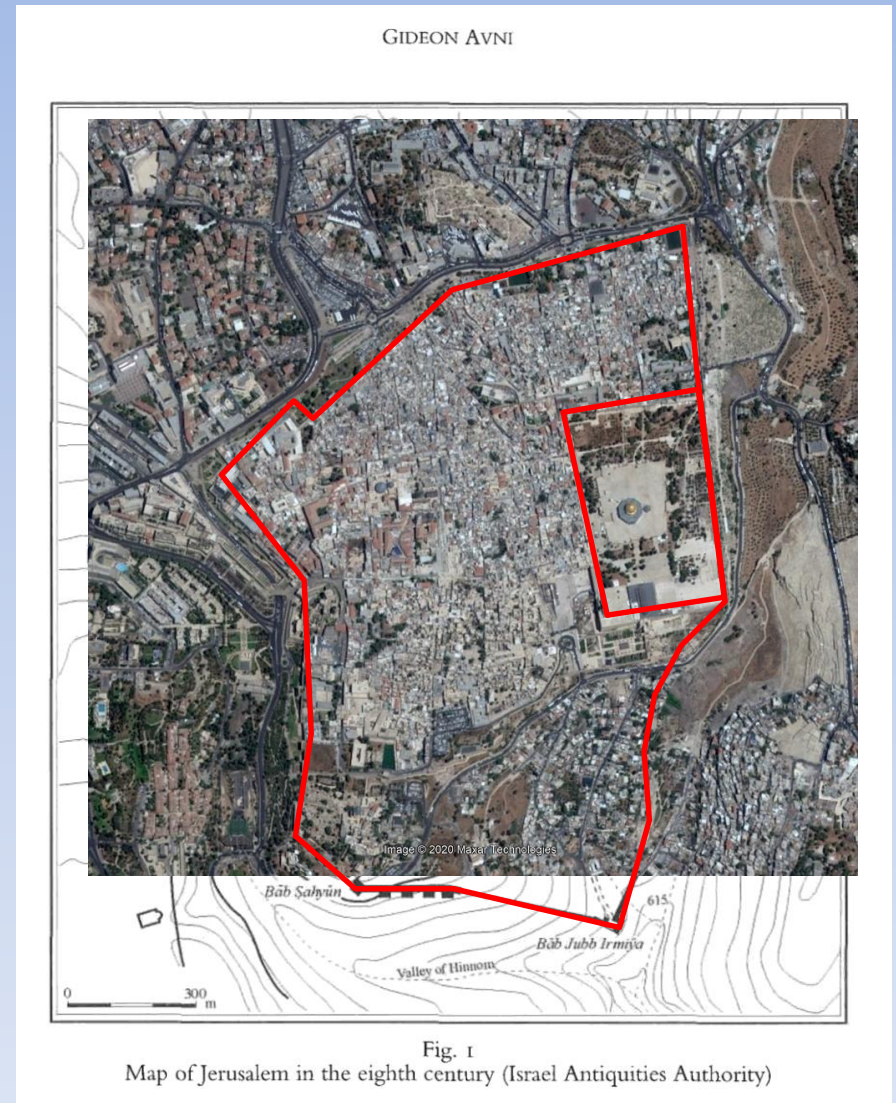 GIDEON AVNI
Image © 2020 Maxar Technologies
Bāb Ṣahyūn
615
Bāb Jubb Irmiya
Valley of Hinnom
0 300 m
Fig. 1
Map of Jerusalem in the eighth century (Israel Antiquities Authority)